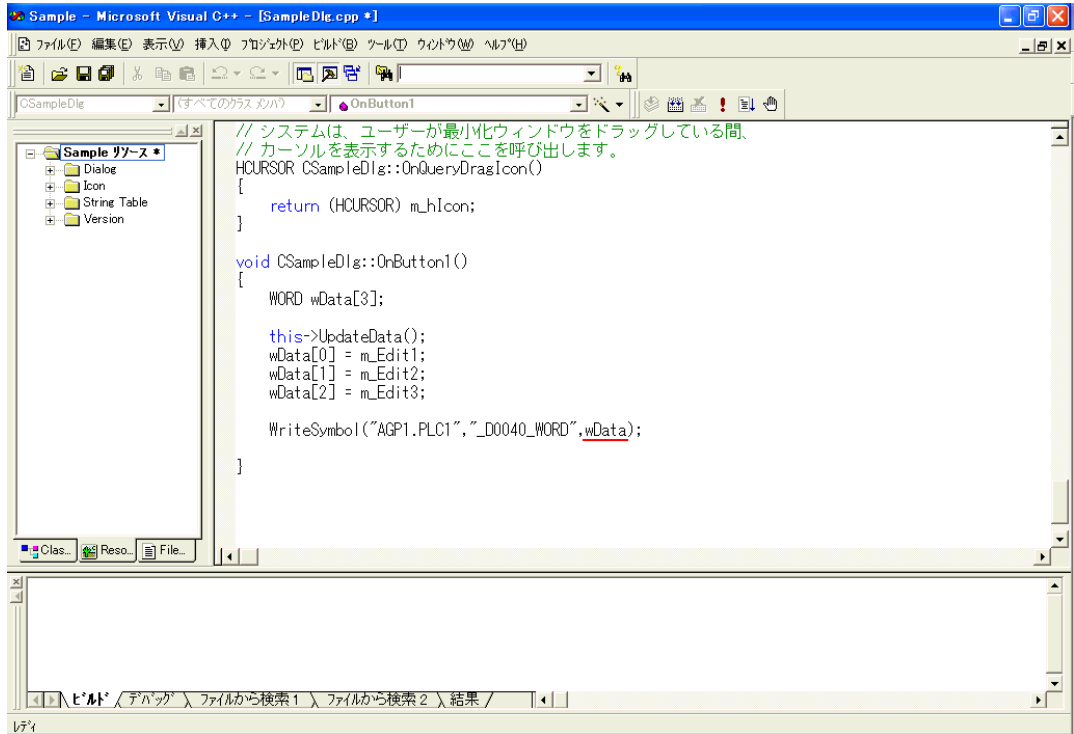 Sample - Microsoft Visual C++ - [SampleDlg.cpp *]
ファイル(F) 編集(E) 表示(V) 挿入(I) プロジェクト(P) ビルド(B) ツール(T) ウィンドウ(W) ヘルプ(H)
CSampleDlg (すべてのクラス メンバ) OnButton1
Sample リソース *
Dialog
Icon
String Table
Version
Clas... Reso... File...
// システムは、ユーザーが最小化ウィンドウをドラッグしている間、
// カーソルを表示するためにここを呼び出します。
HCURSOR CSampleDlg::OnQueryDragIcon()
{
return (HCURSOR) m_hIcon;
}
void CSampleDlg::OnButton1()
{
WORD wData[3];
this->UpdateData();
wData[0] = m_Edit1;
wData[1] = m_Edit2;
wData[2] = m_Edit3;
WriteSymbol("AGP1.PLC1","_D0040_WORD",wData);
}
ビルド デバッグ ファイルから検索 1 ファイルから検索 2 結果
レディ